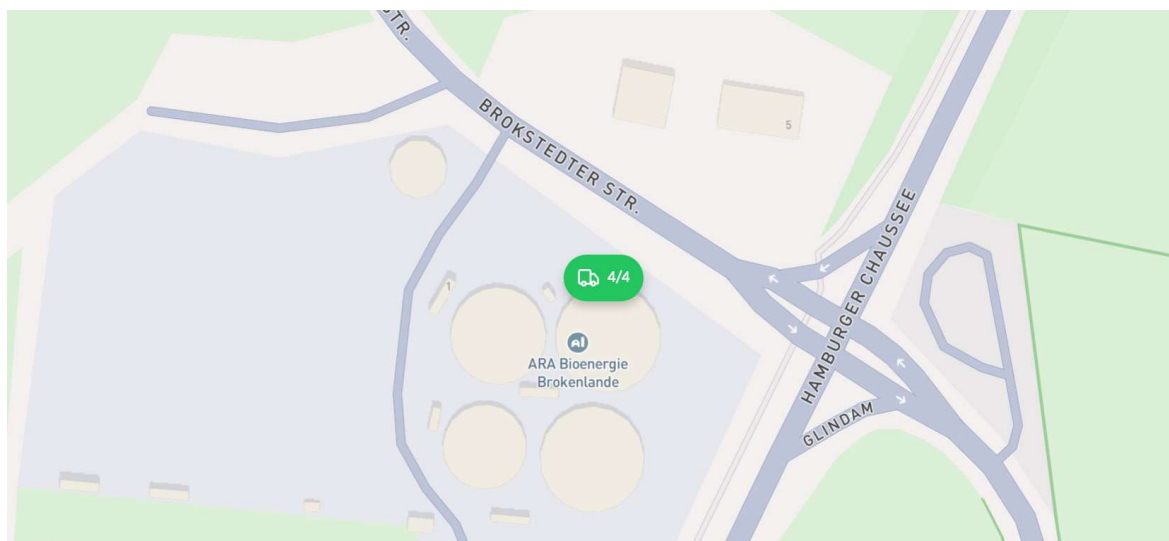 STR.
BROKSTEDTER STR.
5
HAMBURGER CHAUSSEE
4/4
1
ARA Bioenergie
Brokenlande
GLINDAM